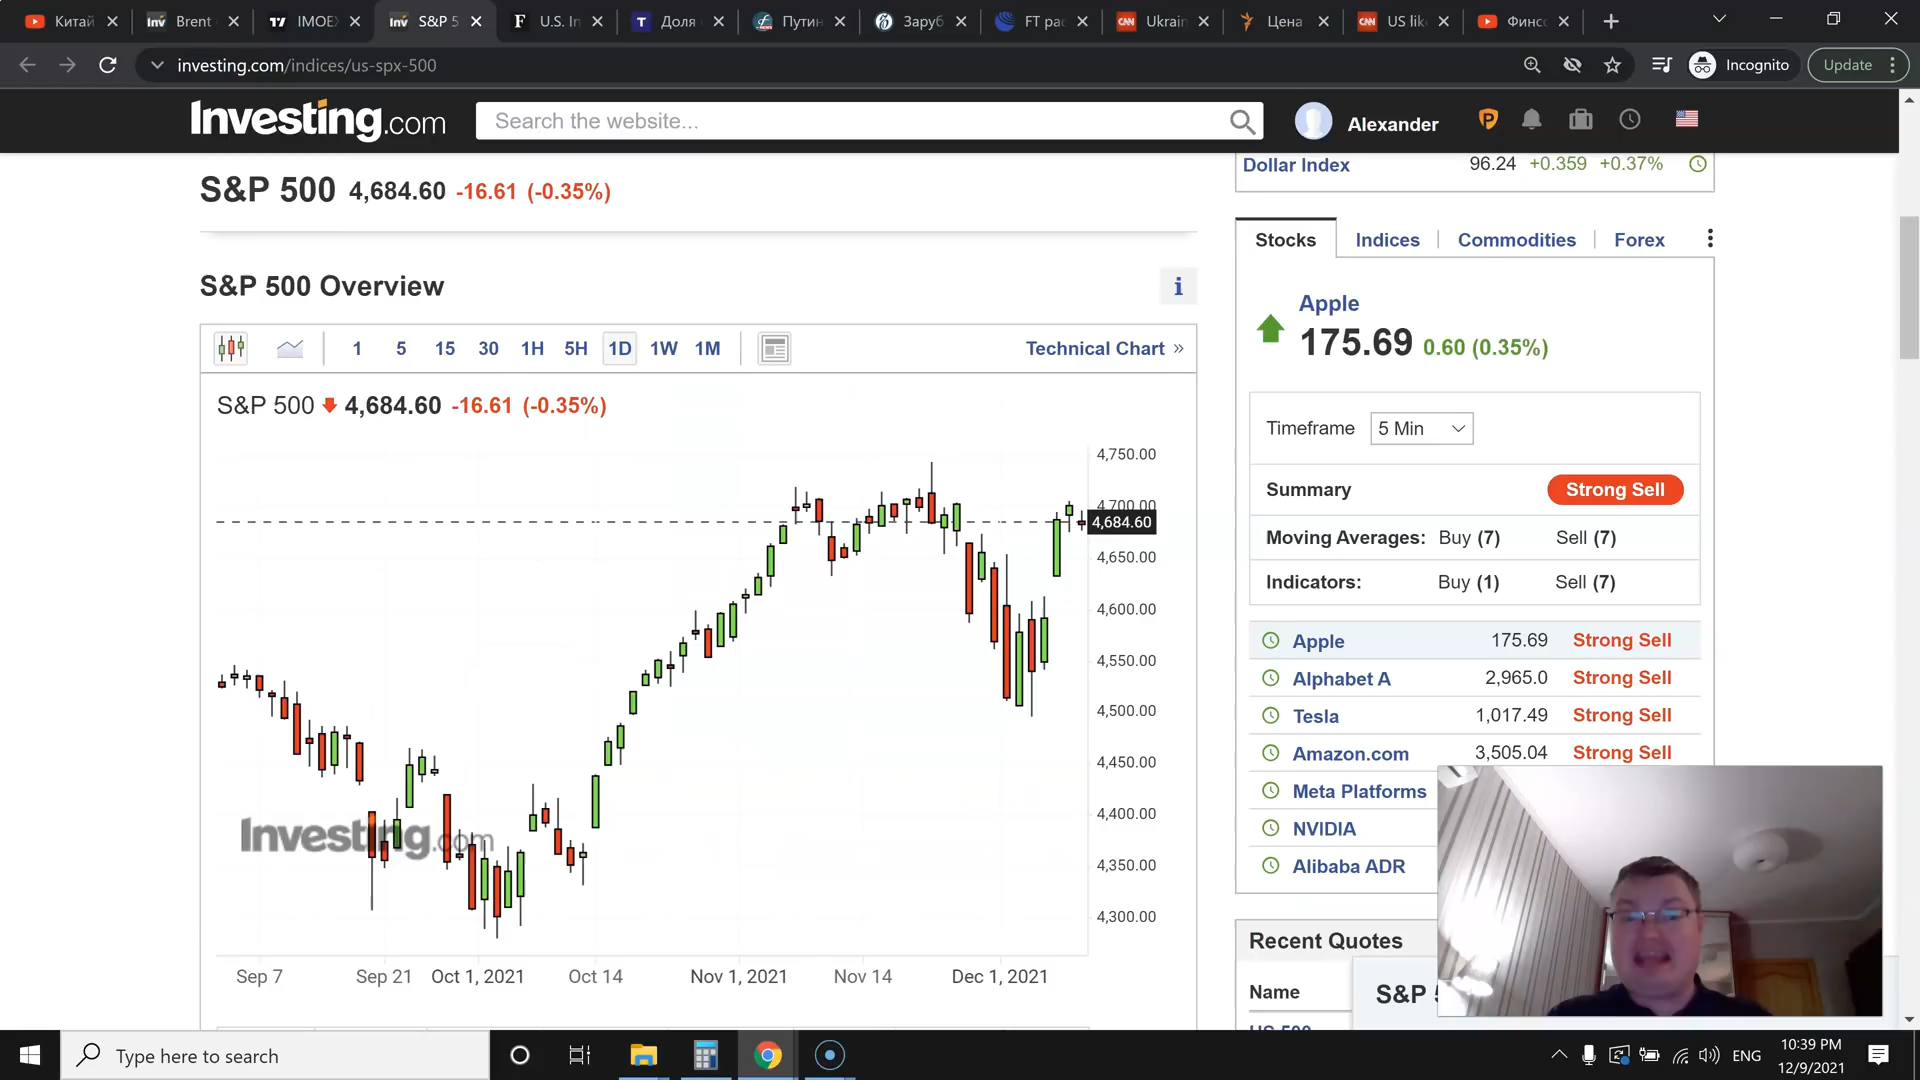 Китай
Brent
IMOEX
S&P 5
U.S. In
Доля
Путин
Заруб
FT рас
Ukrain
Цена
US lik
Финсо
investing.com/indices/us-spx-500
Incognito
Update
Investing.com
Search the website...
Alexander
S&P 500 4,684.60 -16.61 (-0.35%)
Dollar Index 96.24 +0.359 +0.37%
S&P 500 Overview
1 5 15 30 1H 5H 1D 1W 1M
Technical Chart »
S&P 500 4,684.60 -16.61 (-0.35%)
4,750.00
4,700.00
4,684.60
4,650.00
4,600.00
4,550.00
4,500.00
4,450.00
4,400.00
4,350.00
4,300.00
Investing.com
Sep 7 Sep 21 Oct 1, 2021 Oct 14 Nov 1, 2021 Nov 14 Dec 1, 2021
Stocks Indices Commodities Forex
Apple
175.69 0.60 (0.35%)
Timeframe 5 Min
Summary Strong Sell
Moving Averages: Buy (7) Sell (7)
Indicators: Buy (1) Sell (7)
Apple 175.69 Strong Sell
Alphabet A 2,965.0 Strong Sell
Tesla 1,017.49 Strong Sell
Amazon.com 3,505.04 Strong Sell
Meta Platforms
NVIDIA
Alibaba ADR
Recent Quotes
Name
S&P
US 500
Type here to search
ENG
10:39 PM
12/9/2021